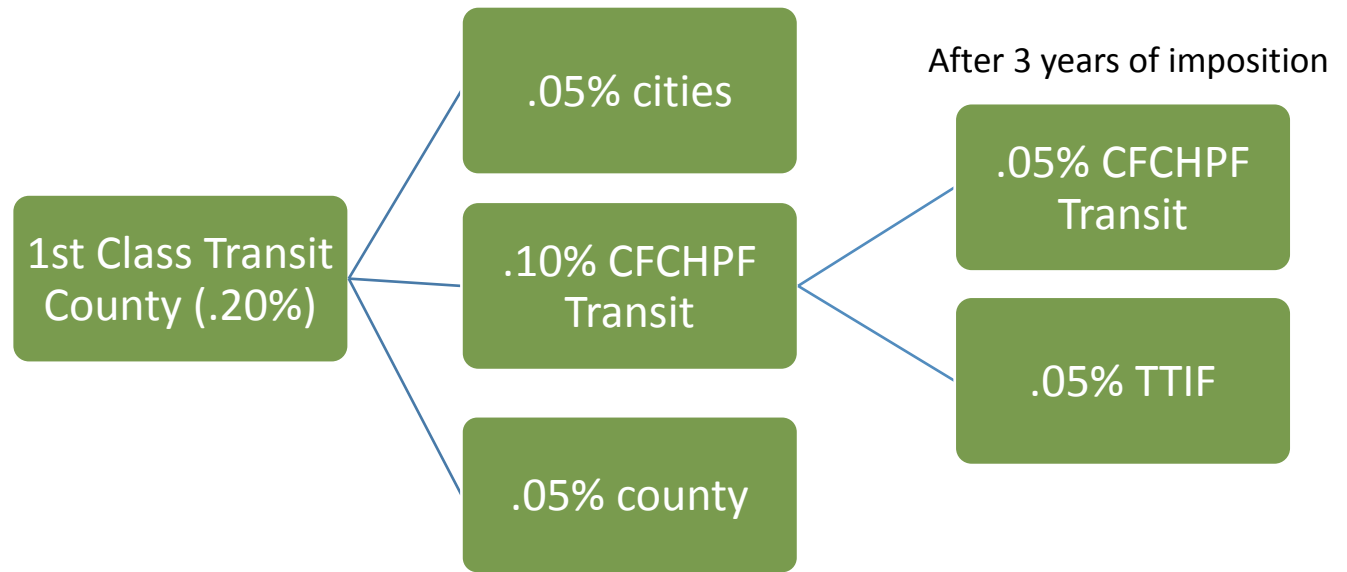 1st Class Transit
County (.20%)
.05% cities
.10% CFCHPF
Transit
.05% county
After 3 years of imposition
.05% CFCHPF
Transit
.05% TTIF